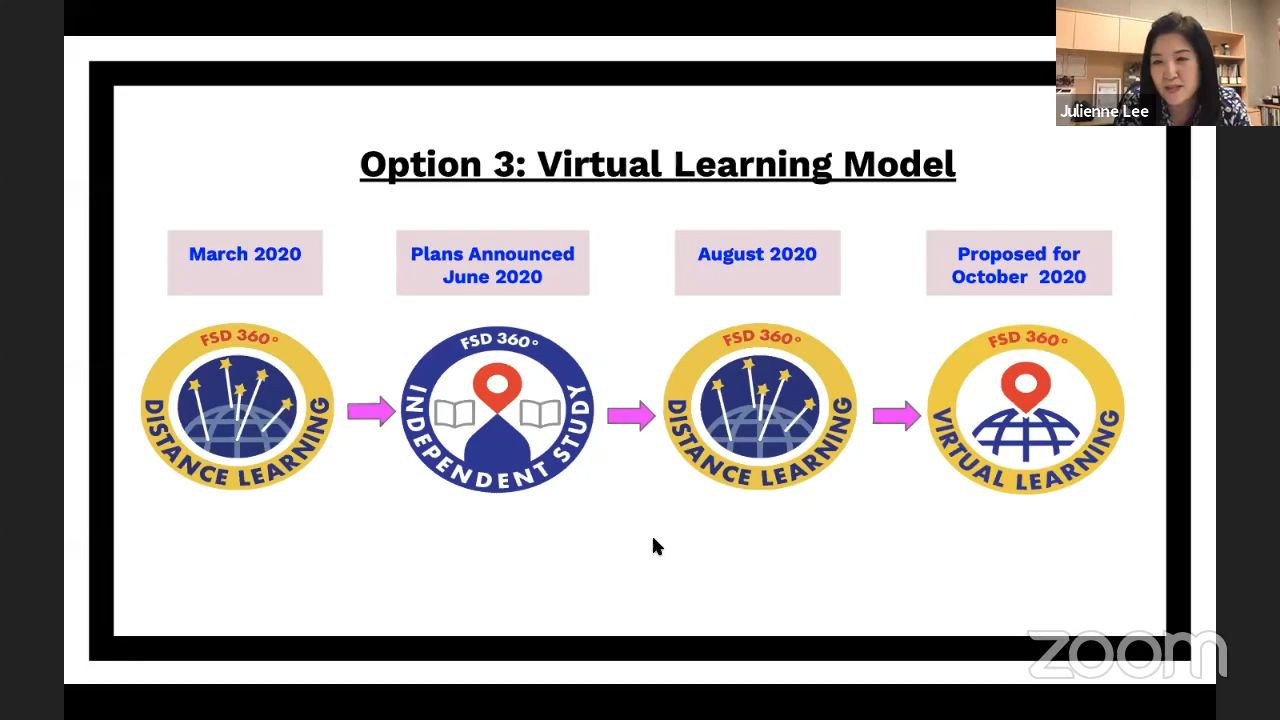 Julienne Lee
Option 3: Virtual Learning Model
March 2020
Plans Announced
June 2020
August 2020
Proposed for
October 2020
FSD 360°
DISTANCE LEARNING
FSD 360°
INDEPENDENT STUDY
FSD 360°
DISTANCE LEARNING
FSD 360°
VIRTUAL LEARNING
zoom